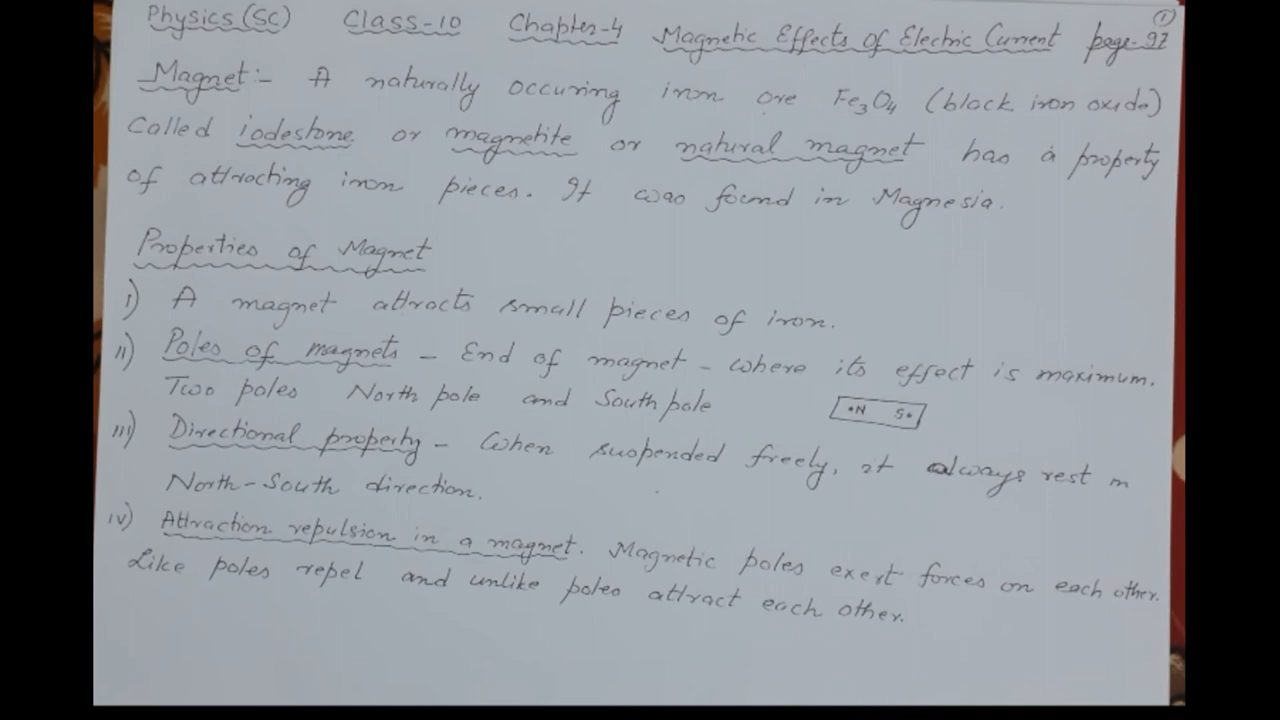 Physics (SC) Class-10 Chapter-4 Magnetic Effects Of Electric Current page-92 ①
Magnet:- A naturally occuring iron ore Fe₃O₄ (black iron oxide)
Called iodestone or magnetite or natural magnet has a property
of attracting iron pieces. It was found in Magnesia.
Properties of Magnet
i) A magnet attracts small pieces of iron.
ii) Poles of magnets - End of magnet - where its effect is maximum.
Two poles North pole and South pole •N S•
iii) Directional property - When suspended freely, it always rest in
North-South direction.
iv) Attraction repulsion in a magnet. Magnetic poles exert forces on each other.
Like poles repel and unlike poles attract each other.